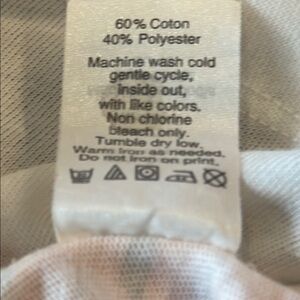 60% Coton
40% Polyester
Machine wash cold
gentle cycle,
inside out,
with like colors.
Non chlorine
bleach only.
Tumble dry low.
Warm Iron as needed.
Do not Iron on print.